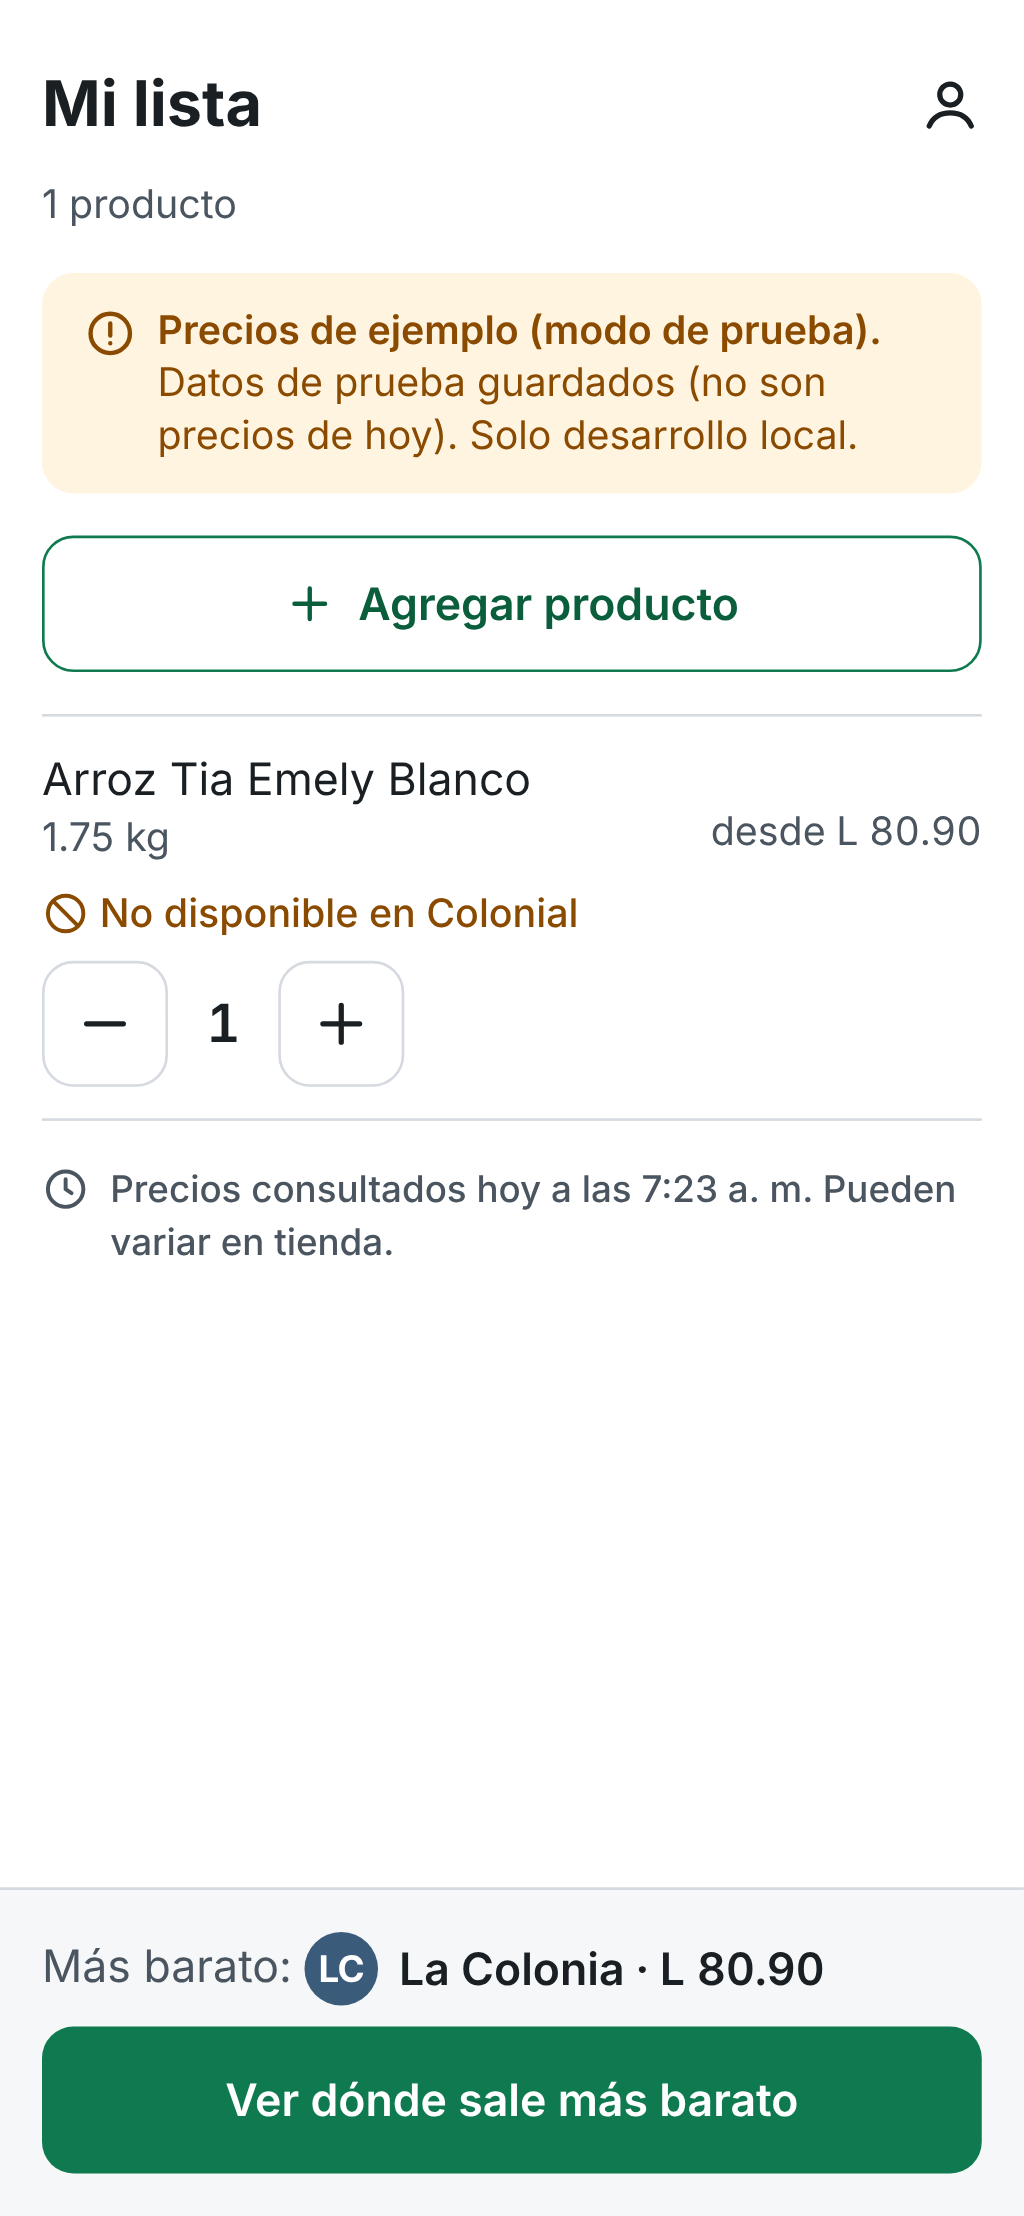 Mi lista
1 producto
Precios de ejemplo (modo de prueba).
Datos de prueba guardados (no son
precios de hoy). Solo desarrollo local.
Agregar producto
Arroz Tia Emely Blanco
1.75 kg
desde L 80.90
No disponible en Colonial
1
Precios consultados hoy a las 7:23 a. m. Pueden
variar en tienda.
Más barato: LC La Colonia · L 80.90
Ver dónde sale más barato